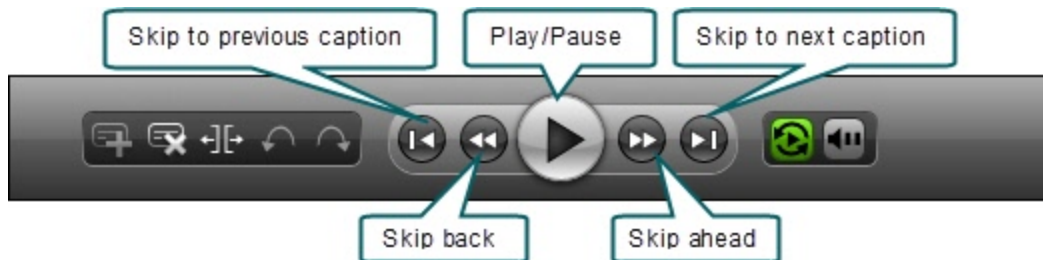 Skip to previous caption
Play/Pause
Skip to next caption
Skip back
Skip ahead